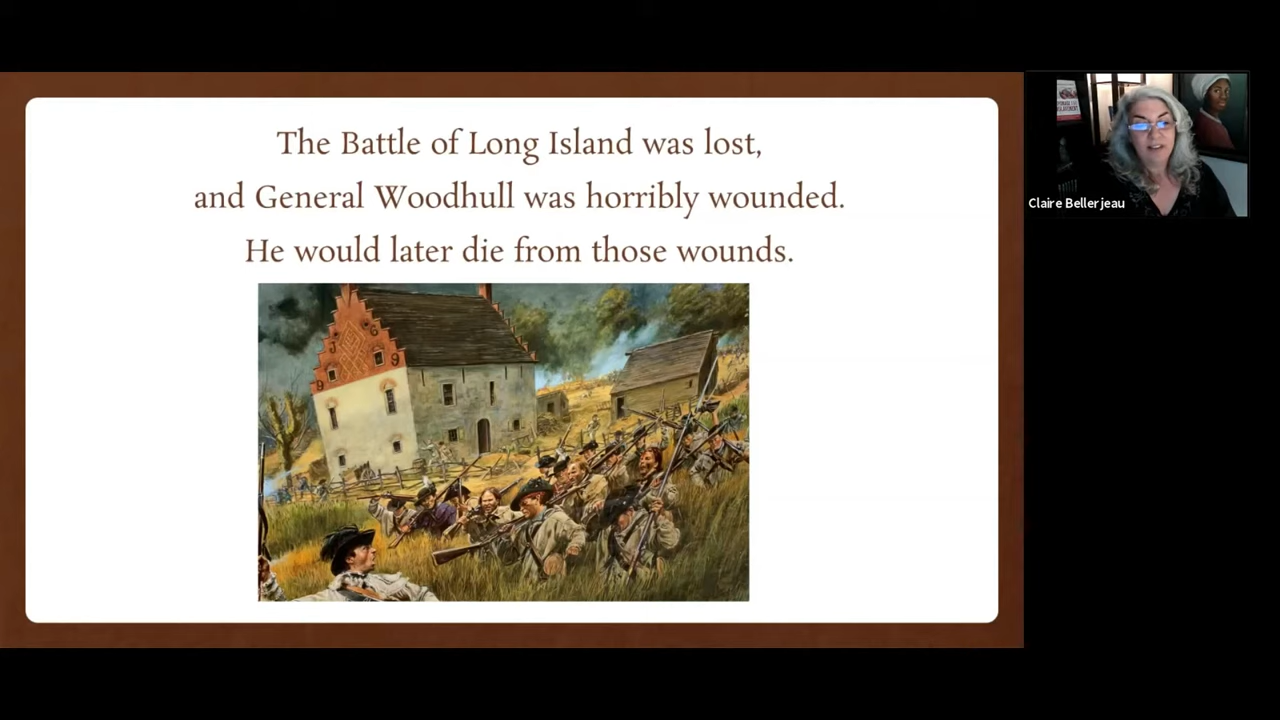 The Battle of Long Island was lost,
and General Woodhull was horribly wounded.
He would later die from those wounds.
Claire Bellerjeau